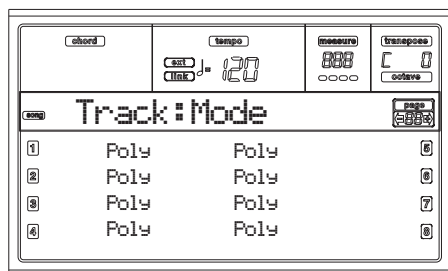 chord tempo measure transpose
ext link ♩= 120 888 C 0
octave
song Track:Mode page
88
1 Poly Poly 5
2 Poly Poly 6
3 Poly Poly 7
4 Poly Poly 8